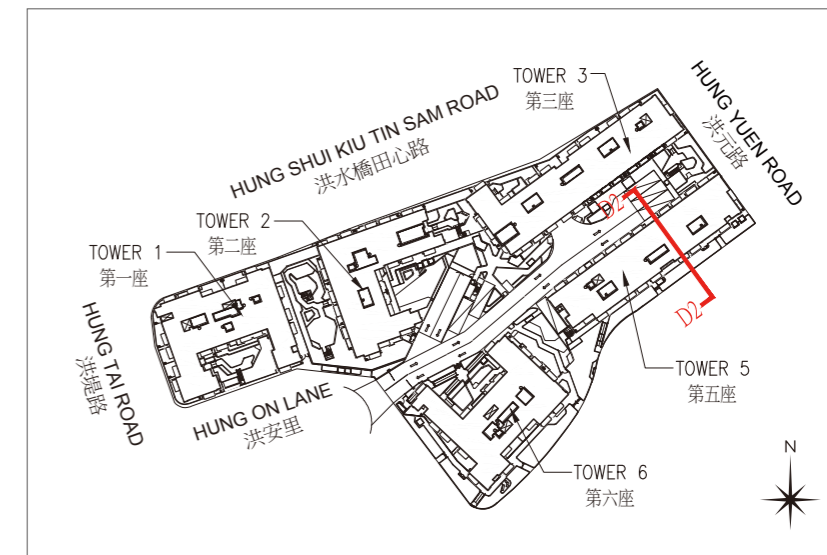 TOWER 3
第三座
HUNG YUEN ROAD
洪元路
HUNG SHUI KIU TIN SAM ROAD
洪水橋田心路
TOWER 2
第二座
TOWER 1
第一座
D2
D2
HUNG TAI ROAD
洪堤路
TOWER 5
第五座
HUNG ON LANE
洪安里
TOWER 6
第六座
N